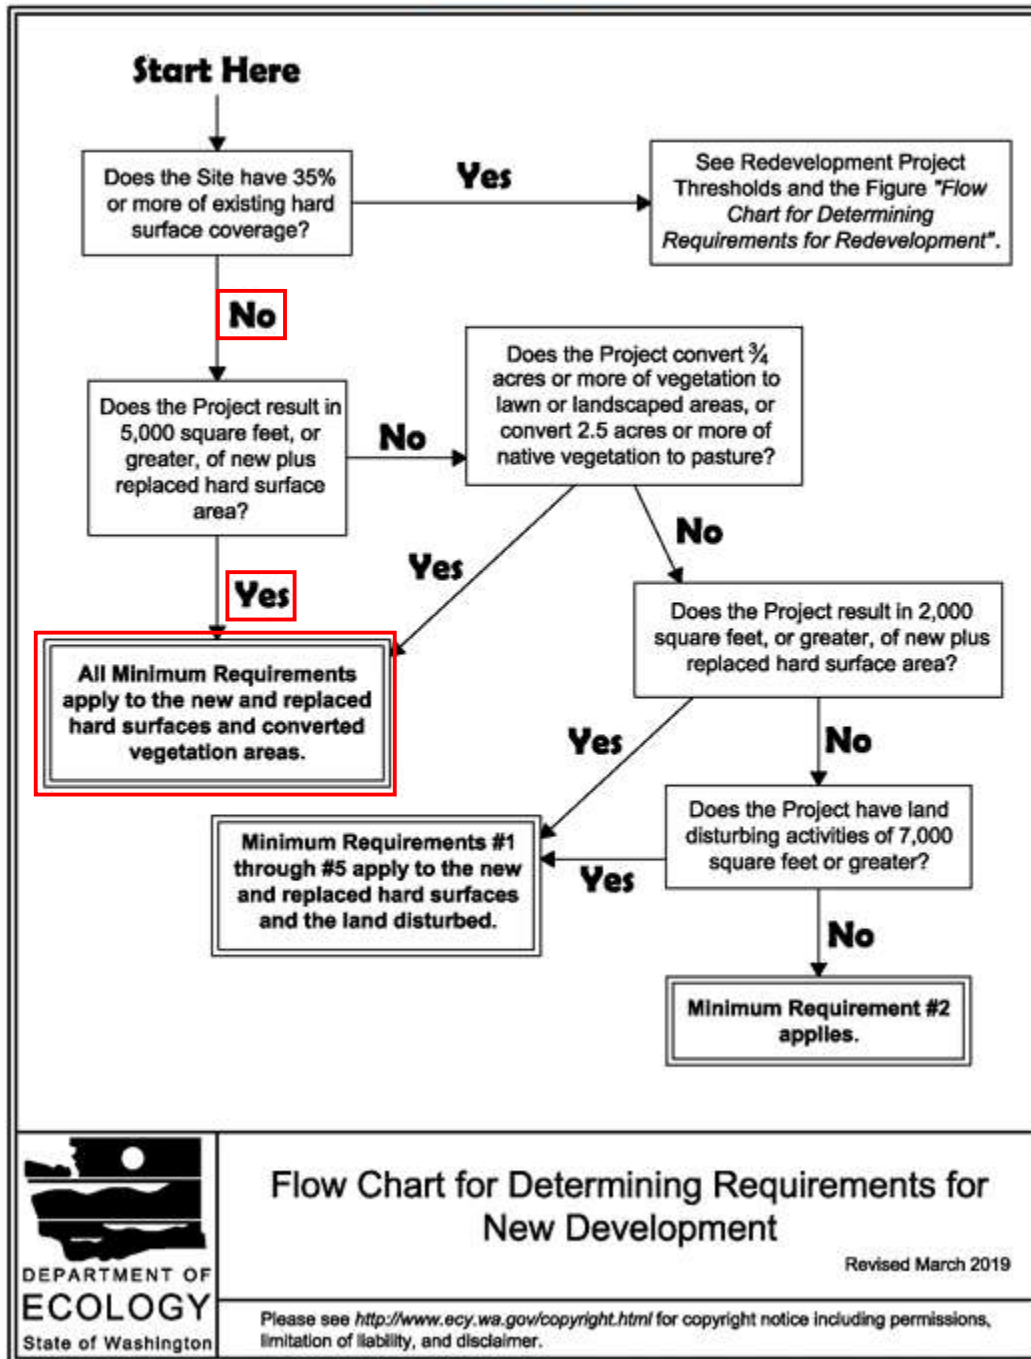 Start Here
Does the Site have 35%
or more of existing hard
surface coverage?
Yes
See Redevelopment Project
Thresholds and the Figure "Flow
Chart for Determining
Requirements for Redevelopment".
No
Does the Project result in
5,000 square feet, or
greater, of new plus
replaced hard surface
area?
No
Does the Project convert ¾
acres or more of vegetation to
lawn or landscaped areas, or
convert 2.5 acres or more of
native vegetation to pasture?
Yes
Yes
No
All Minimum Requirements
apply to the new and replaced
hard surfaces and converted
vegetation areas.
Does the Project result in 2,000
square feet, or greater, of new plus
replaced hard surface area?
Yes
No
Minimum Requirements #1
through #5 apply to the new
and replaced hard surfaces
and the land disturbed.
Yes
Does the Project have land
disturbing activities of 7,000
square feet or greater?
No
Minimum Requirement #2
applies.
DEPARTMENT OF
ECOLOGY
State of Washington
Flow Chart for Determining Requirements for
New Development
Revised March 2019
Please see http://www.ecy.wa.gov/copyright.html for copyright notice including permissions,
limitation of liability, and disclaimer.